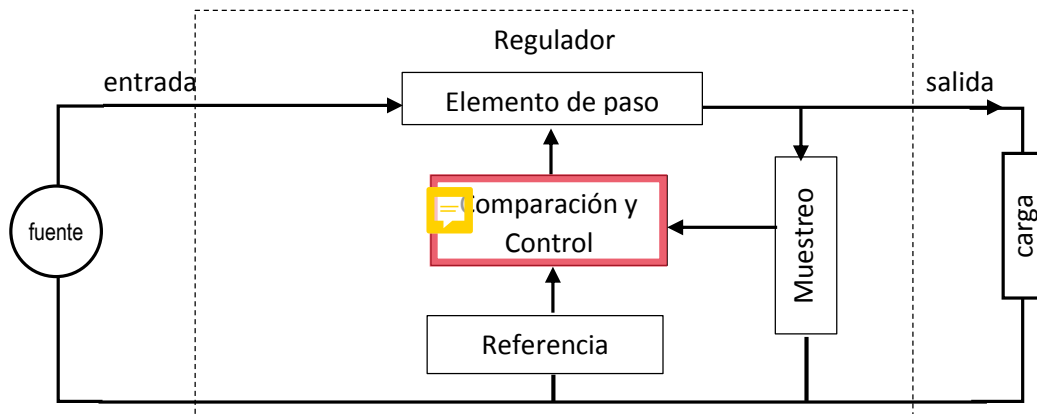 Regulador
entrada
salida
Elemento de paso
fuente
Comparación y
Control
Muestreo
carga
Referencia